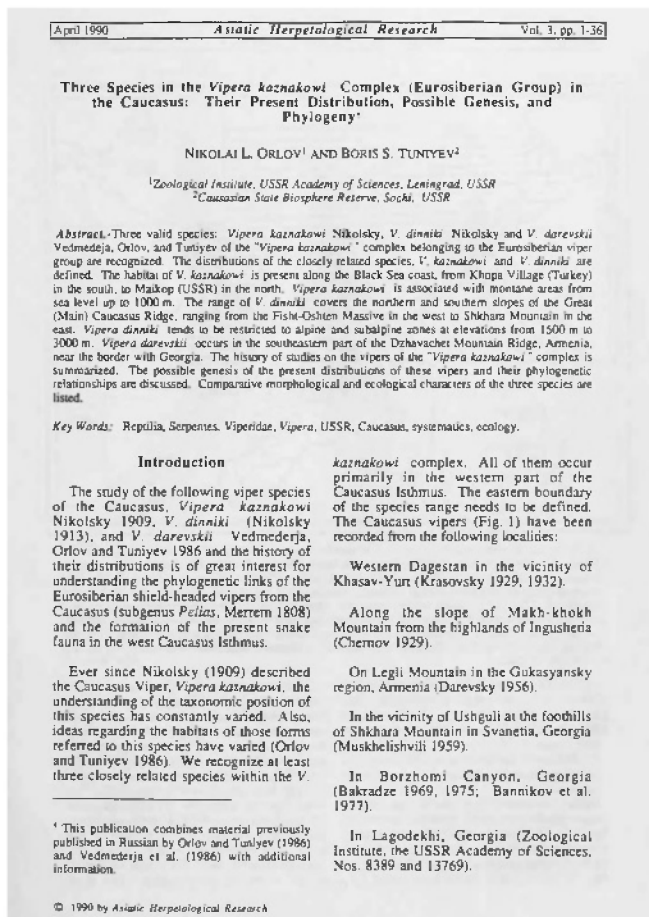 April 1990 Asiatic Herpetological Research Vol. 3, pp. 1-36
Three Species in the Vipera kaznakowi Complex (Eurosiberian Group) in
the Caucasus: Their Present Distribution, Possible Genesis, and
Phylogeny*
NIKOLAI L. ORLOV1 AND BORIS S. TUNIYEV2
1Zoological Institute, USSR Academy of Sciences, Leningrad, USSR
2Causasian State Biosphere Reserve, Sochi, USSR
Abstract.-Three valid species: Vipera kaznakowi Nikolsky, V. dinniki Nikolsky and V. darevskii
Vedmedeja, Orlov, and Tuniyev of the "Vipera kaznakowi" complex belonging to the Eurosiberian viper
group are recognized. The distributions of the closely related species, V. kaznakowi and V. dinniki are
defined. The habitat of V. kaznakowi is present along the Black Sea coast, from Khopa Village (Turkey)
in the south, to Maikop (USSR) in the north. Vipera kaznakowi is associated with montane areas from
sea level up to 1000 m. The range of V. dinniki covers the northern and southern slopes of the Great
(Main) Caucasus Ridge, ranging from the Fisht-Oshten Massive in the west to Shkhara Mountain in the
east. Vipera dinniki tends to be restricted to alpine and subalpine zones at elevations from 1500 m to
3000 m. Vipera darevskii occurs in the southeastern part of the Dzhavachet Mountain Ridge, Armenia,
near the border with Georgia. The history of studies on the vipers of the "Vipera kaznakowi" complex is
summarized. The possible genesis of the present distributions of these vipers and their phylogenetic
relationships are discussed. Comparative morphological and ecological characters of the three species are
listed.
Key Words: Reptilia, Serpentes, Viperidae, Vipera, USSR, Caucasus, systematics, ecology.
Introduction
The study of the following viper species
of the Caucasus, Vipera kaznakowi
Nikolsky 1909, V. dinniki (Nikolsky
1913), and V. darevskii Vedmederja,
Orlov and Tuniyev 1986 and the history of
their distributions is of great interest for
understanding the phylogenetic links of the
Eurosiberian shield-headed vipers from the
Caucasus (subgenus Pelias, Merrem 1808)
and the formation of the present snake
fauna in the west Caucasus Isthmus.
Ever since Nikolsky (1909) described
the Caucasus Viper, Vipera kaznakowi, the
understanding of the taxonomic position of
this species has constantly varied. Also,
ideas regarding the habitats of those forms
referred to this species have varied (Orlov
and Tuniyev 1986). We recognize at least
three closely related species within the V.
* This publication combines material previously
published in Russian by Orlov and Tuniyev (1986)
and Vedmederja et al. (1986) with additional
information.
© 1990 by Asiatic Herpetological Research
kaznakowi complex. All of them occur
primarily in the western part of the
Caucasus Isthmus. The eastern boundary
of the species range needs to be defined.
The Caucasus vipers (Fig. 1) have been
recorded from the following localities:
Western Dagestan in the vicinity of
Khasav-Yurt (Krasovsky 1929, 1932).
Along the slope of Makh-khokh
Mountain from the highlands of Ingushetia
(Chernov 1929).
On Legli Mountain in the Gukasyansky
region, Armenia (Darevsky 1956).
In the vicinity of Ushguli at the foothills
of Shkhara Mountain in Svanetia, Georgia
(Muskhelishvili 1959).
In Borzhomi Canyon, Georgia
(Bakradze 1969, 1975; Bannikov et al.
1977).
In Lagodekhi, Georgia (Zoological
Institute, the USSR Academy of Sciences,
Nos. 8389 and 13769).